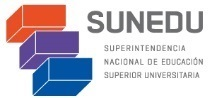 SUNEDU
SUPERINTENDENCIA
NACIONAL DE EDUCACIÓN
SUPERIOR UNIVERSITARIA